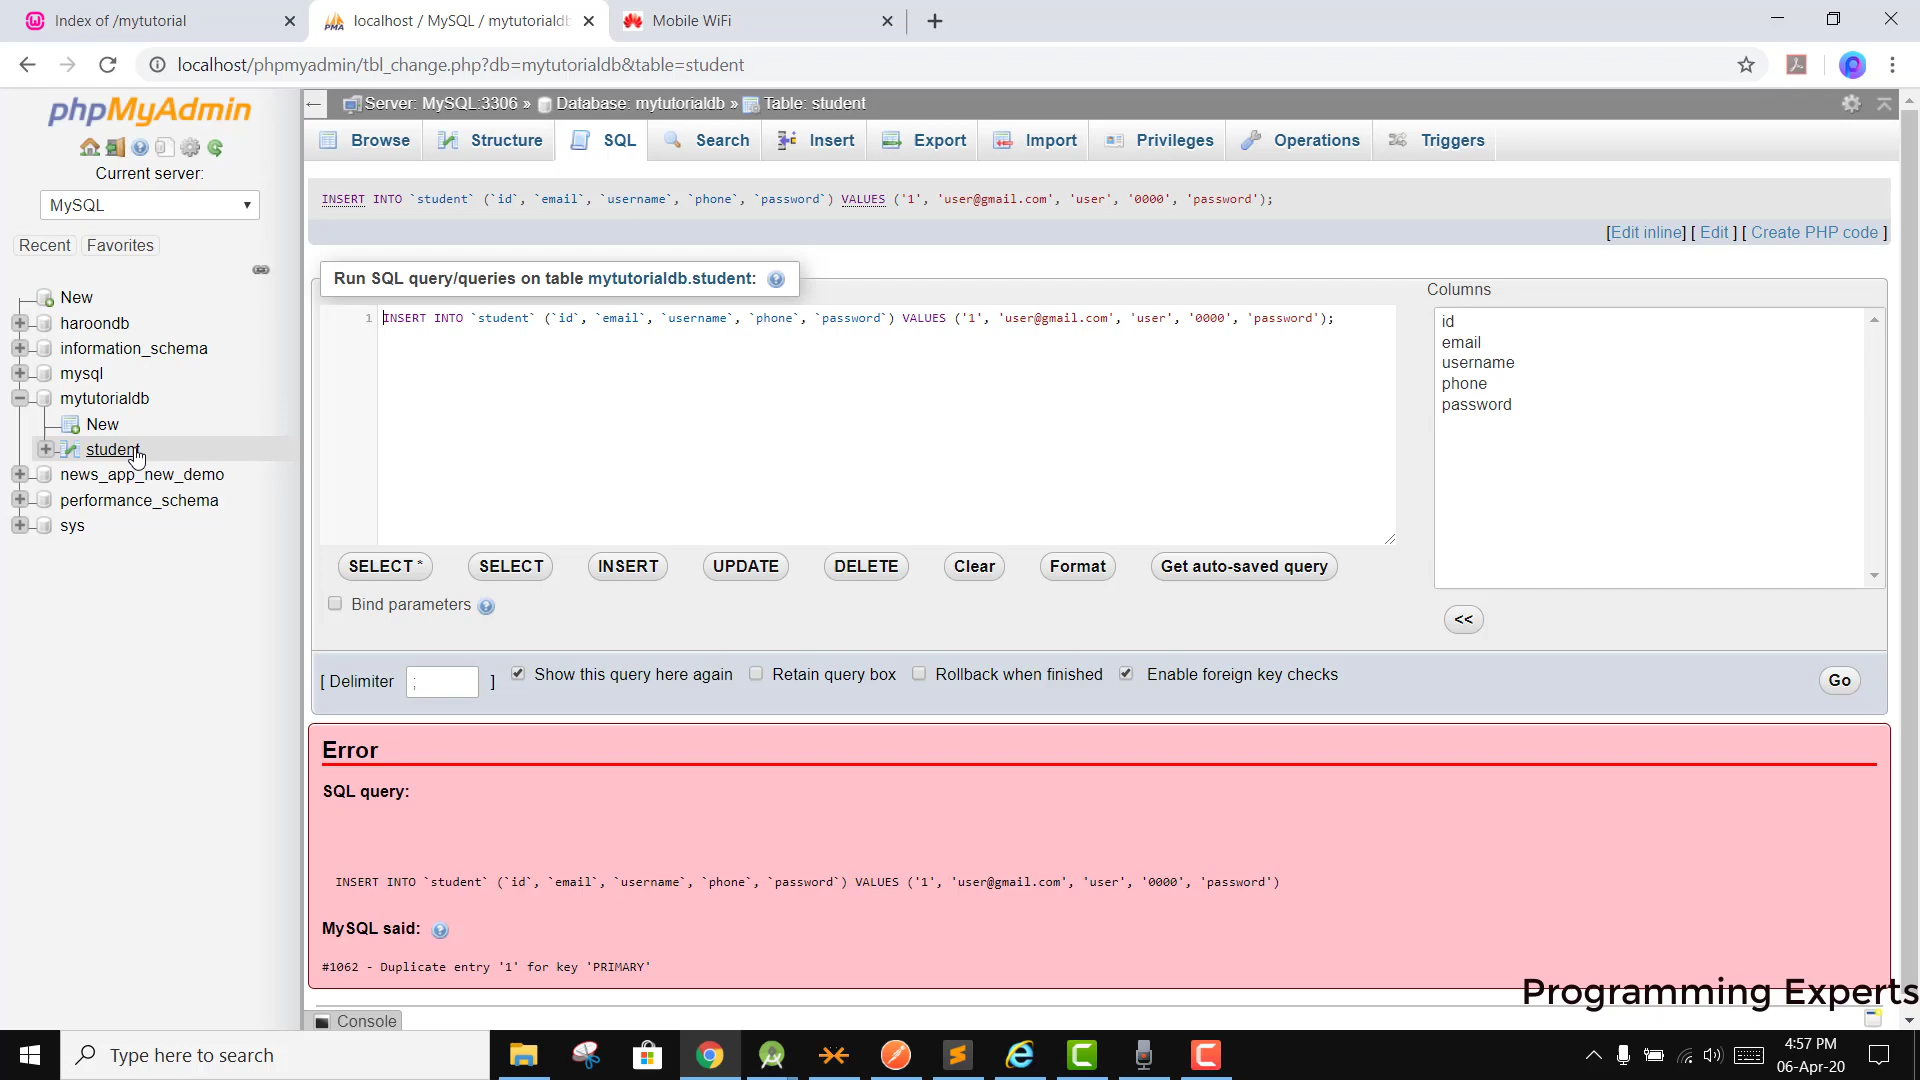 Index of /mytutorial
localhost / MySQL / mytutorialdb
Mobile WiFi
localhost/phpmyadmin/tbl_change.php?db=mytutorialdb&table=student
phpMyAdmin
Current server:
MySQL
Recent
Favorites
New
haroondb
information_schema
mysql
mytutorialdb
New
student
news_app_new_demo
performance_schema
sys
Server: MySQL:3306 » Database: mytutorialdb » Table: student
Browse
Structure
SQL
Search
Insert
Export
Import
Privileges
Operations
Triggers
INSERT INTO `student` (`id`, `email`, `username`, `phone`, `password`) VALUES ('1', 'user@gmail.com', 'user', '0000', 'password');
[Edit inline] [ Edit ] [ Create PHP code ]
Run SQL query/queries on table mytutorialdb.student:
1 INSERT INTO `student` (`id`, `email`, `username`, `phone`, `password`) VALUES ('1', 'user@gmail.com', 'user', '0000', 'password');
Columns
id
email
username
phone
password
SELECT *
SELECT
INSERT
UPDATE
DELETE
Clear
Format
Get auto-saved query
Bind parameters
<<
[ Delimiter ; ]
Show this query here again
Retain query box
Rollback when finished
Enable foreign key checks
Go
Error
SQL query:
INSERT INTO `student` (`id`, `email`, `username`, `phone`, `password`) VALUES ('1', 'user@gmail.com', 'user', '0000', 'password')
MySQL said:
#1062 - Duplicate entry '1' for key 'PRIMARY'
Programming Experts
Console
Type here to search
4:57 PM
06-Apr-20